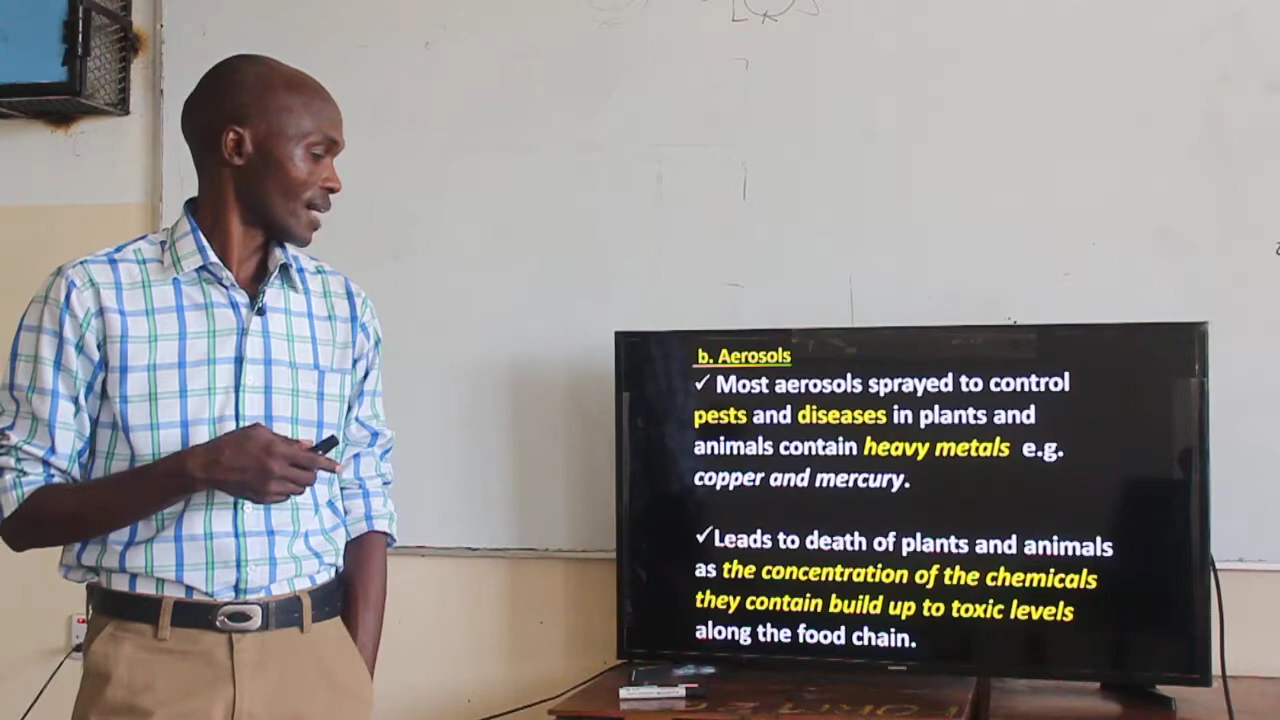 b. Aerosols
✓ Most aerosols sprayed to control
pests and diseases in plants and
animals contain heavy metals e.g.
copper and mercury.
✓Leads to death of plants and animals
as the concentration of the chemicals
they contain build up to toxic levels
along the food chain.